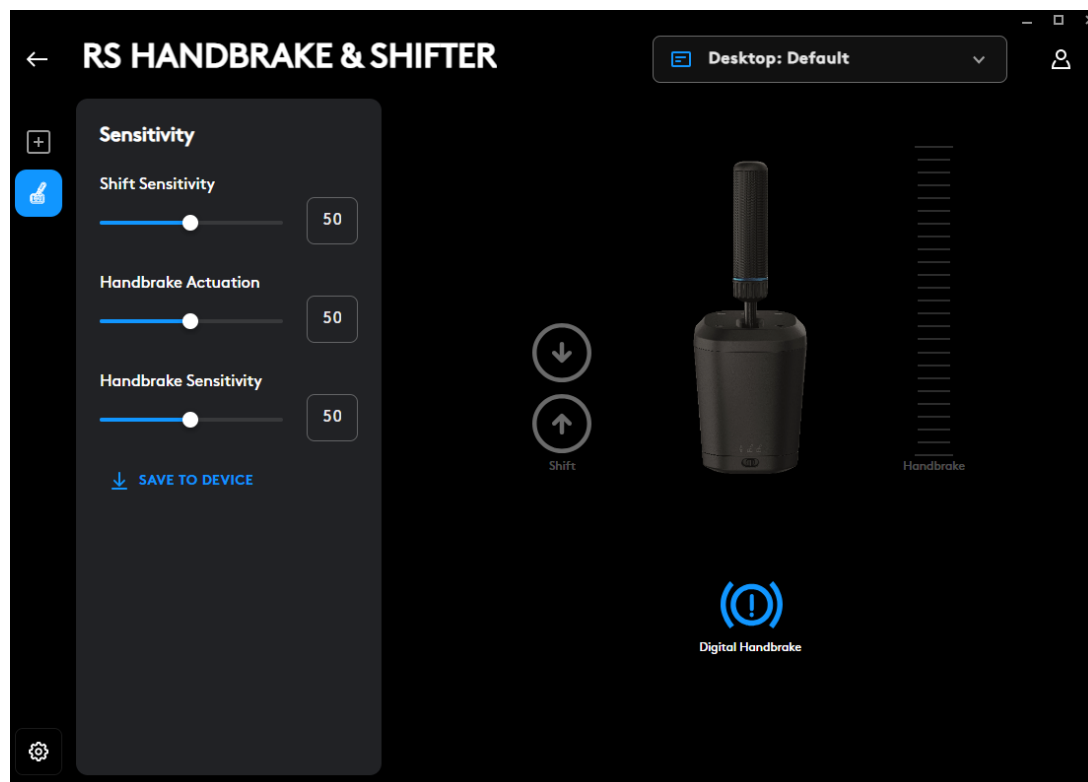 RS HANDBRAKE & SHIFTER
Desktop: Default
Sensitivity
Shift Sensitivity
50
Handbrake Actuation
50
Handbrake Sensitivity
50
SAVE TO DEVICE
Shift
Handbrake
Digital Handbrake